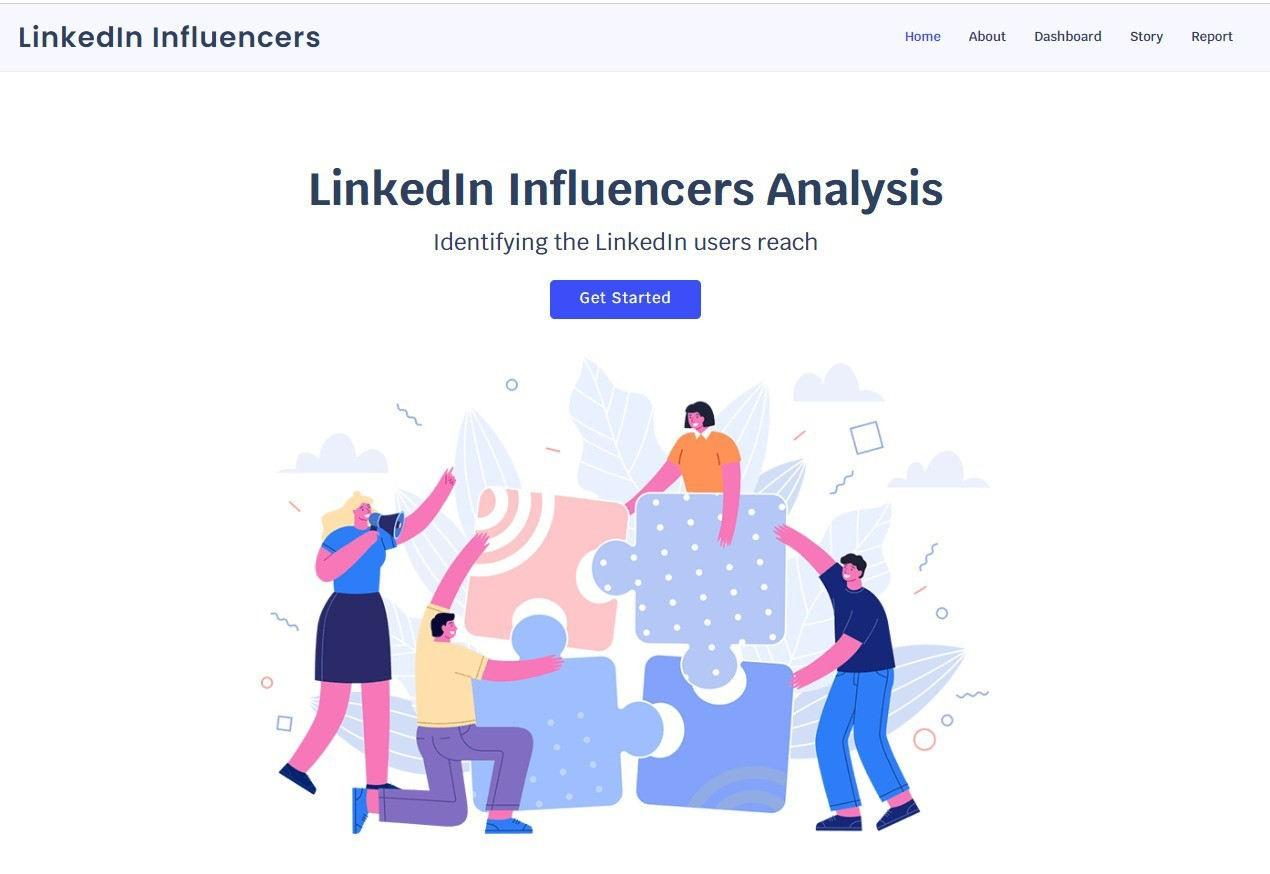 LinkedIn Influencers
Home About Dashboard Story Report
LinkedIn Influencers Analysis
Identifying the LinkedIn users reach
Get Started